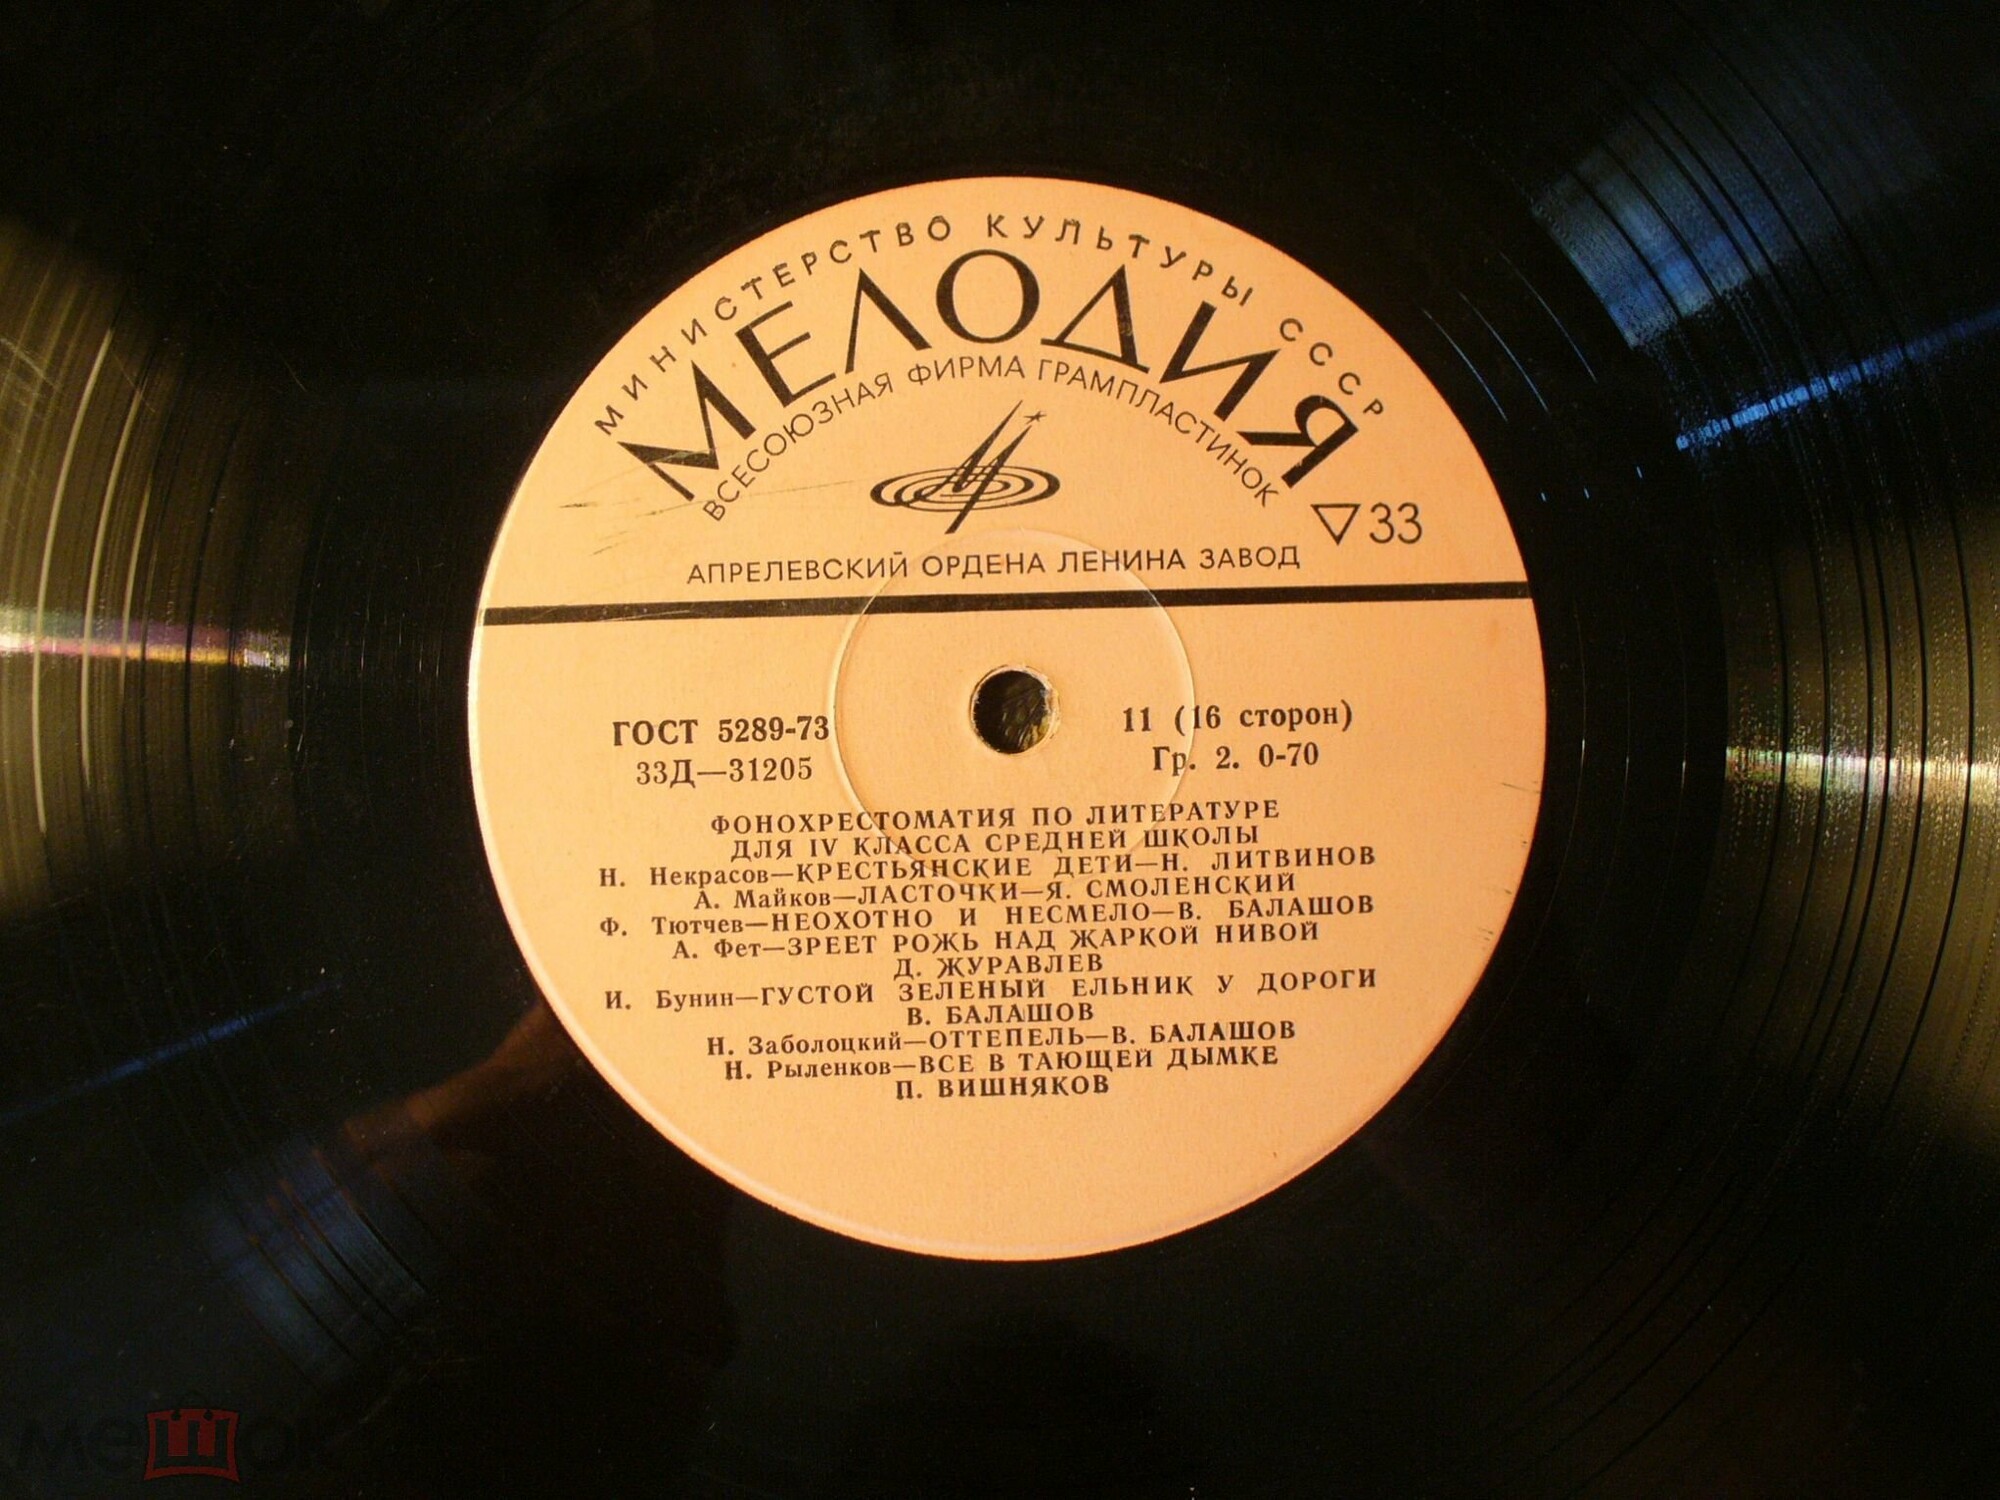 МИНИСТЕРСТВО КУЛЬТУРЫ СССР
МЕЛОДИЯ
ВСЕСОЮЗНАЯ ФИРМА ГРАМПЛАСТИНОК
33
АПРЕЛЕВСКИЙ ОРДЕНА ЛЕНИНА ЗАВОД
ГОСТ 5289-73
33Д—31205
11 (16 сторон)
Гр. 2. 0-70
ФОНОХРЕСТОМАТИЯ ПО ЛИТЕРАТУРЕ
ДЛЯ IV КЛАССА СРЕДНЕЙ ШКОЛЫ
Н. Некрасов—КРЕСТЬЯНСКИЕ ДЕТИ—Н. ЛИТВИНОВ
А. Майков—ЛАСТОЧКИ—Я. СМОЛЕНСКИЙ
Ф. Тютчев—НЕОХОТНО И НЕСМЕЛО—В. БАЛАШОВ
А. Фет—ЗРЕЕТ РОЖЬ НАД ЖАРКОЙ НИВОЙ
Д. ЖУРАВЛЕВ
И. Бунин—ГУСТОЙ ЗЕЛЕНЫЙ ЕЛЬНИК У ДОРОГИ
В. БАЛАШОВ
Н. Заболоцкий—ОТТЕПЕЛЬ—В. БАЛАШОВ
Н. Рыленков—ВСЕ В ТАЮЩЕЙ ДЫМКЕ
П. ВИШНЯКОВ
мешок